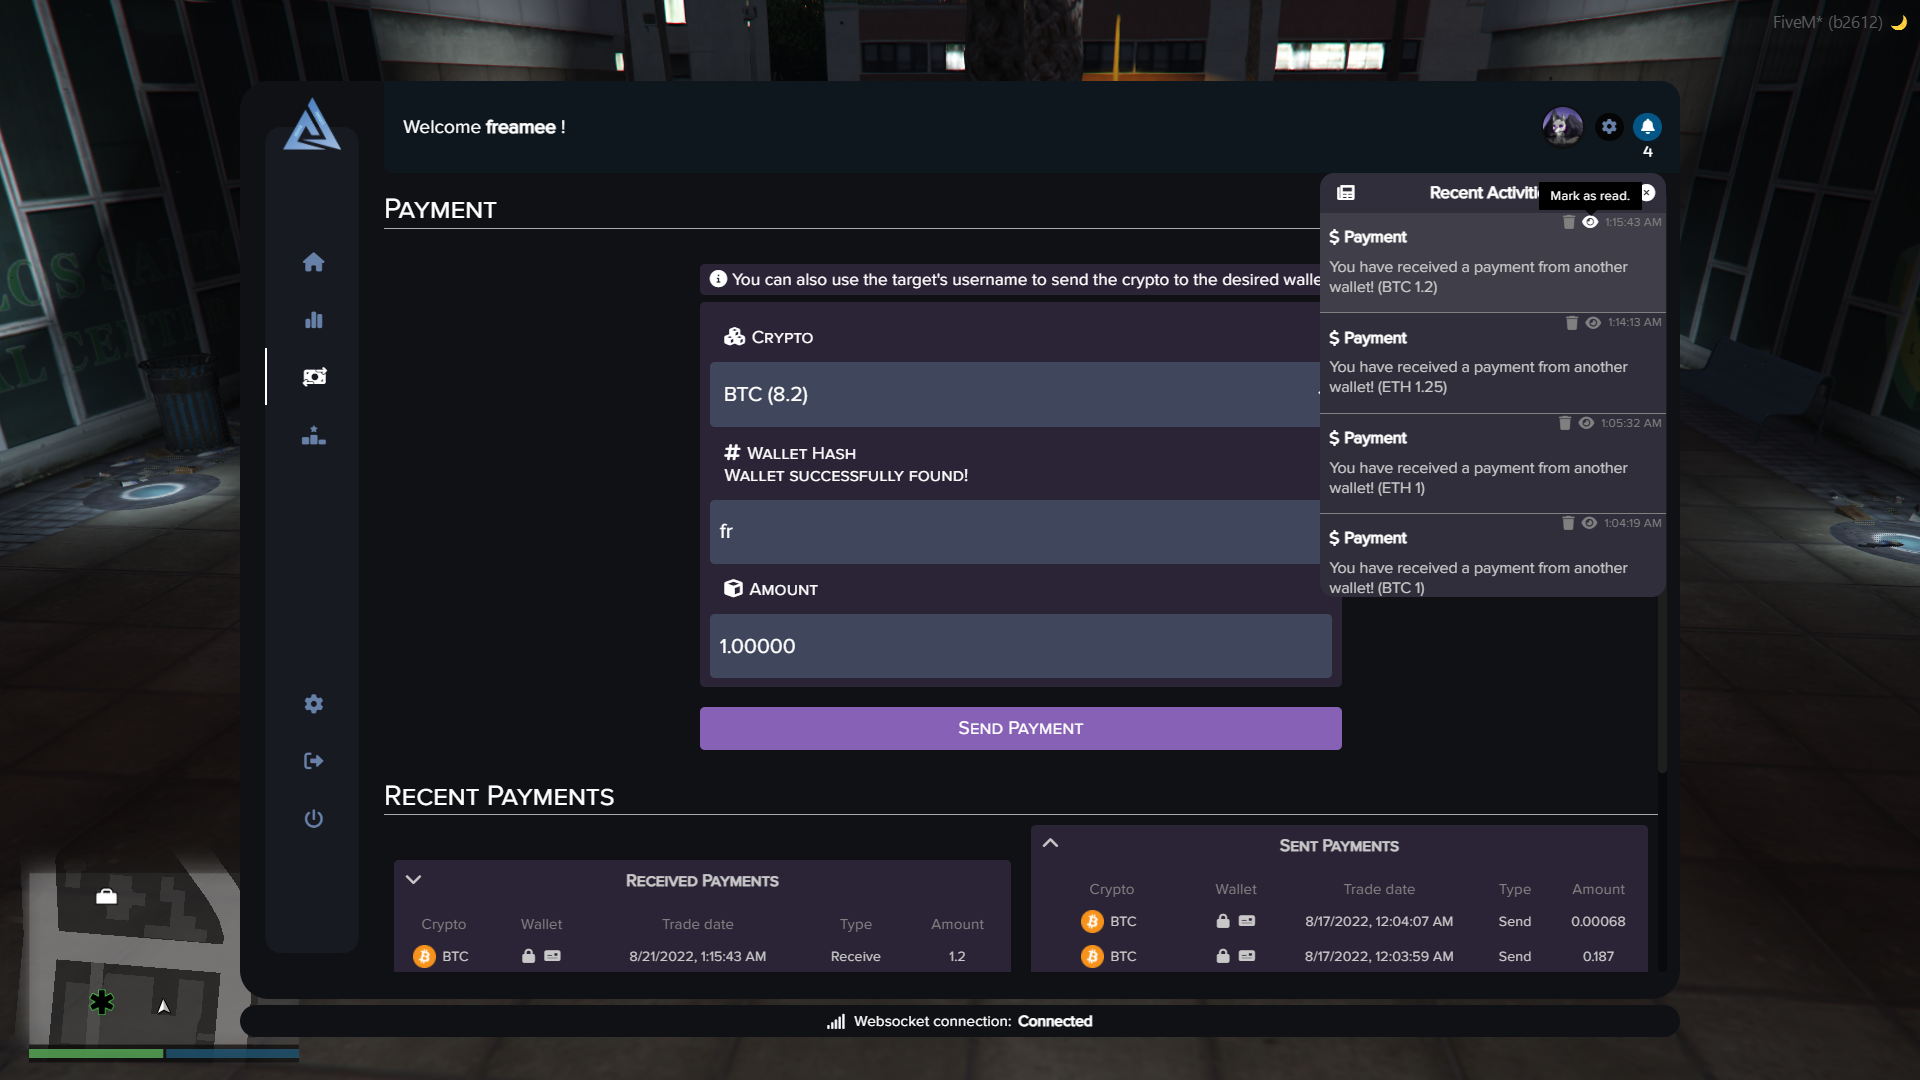 FiveM* (b2612)
Welcome freamee !
4
PAYMENT
Recent Activiti
Mark as read.
You can also use the target's username to send the crypto to the desired walle
CRYPTO
BTC (8.2)
WALLET HASH
WALLET SUCCESSFULLY FOUND!
fr
AMOUNT
1.00000
SEND PAYMENT
1:15:43 AM
$ Payment
You have received a payment from another
wallet! (BTC 1.2)
1:14:13 AM
$ Payment
You have received a payment from another
wallet! (ETH 1.25)
1:05:32 AM
$ Payment
You have received a payment from another
wallet! (ETH 1)
1:04:19 AM
$ Payment
You have received a payment from another
wallet! (BTC 1)
RECENT PAYMENTS
RECEIVED PAYMENTS
Crypto Wallet Trade date Type Amount
BTC 8/21/2022, 1:15:43 AM Receive 1.2
SENT PAYMENTS
Crypto Wallet Trade date Type Amount
BTC 8/17/2022, 12:04:07 AM Send 0.00068
BTC 8/17/2022, 12:03:59 AM Send 0.187
Websocket connection: Connected